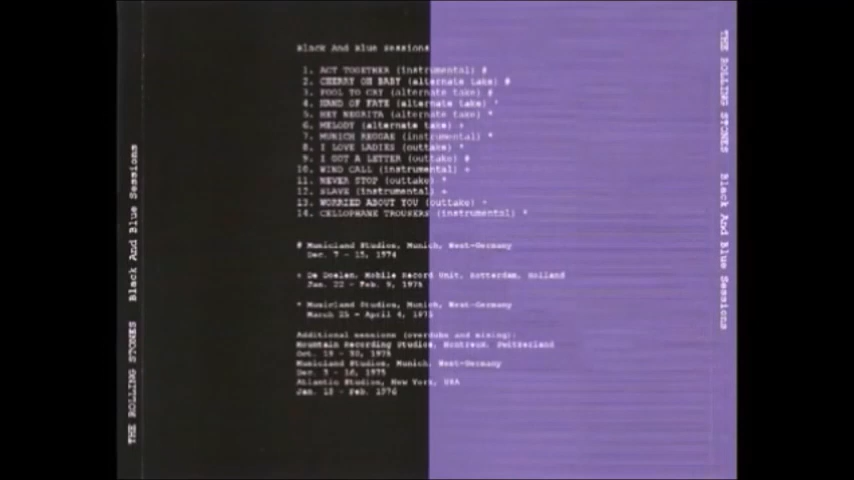 Black And Blue Sessions
1. ACT TOGETHER (instrumental) #
2. CHERRY OH BABY (alternate take) #
3. FOOL TO CRY (alternate take) #
4. HAND OF FATE (alternate take) *
5. HEY NEGRITA (alternate take) *
6. MELODY (alternate take) +
7. MUNICH REGGAE (instrumental) *
8. I LOVE LADIES (outtake) *
9. I GOT A LETTER (outtake) #
10. WIND CALL (instrumental) +
11. NEVER STOP (outtake) *
12. SLAVE (instrumental) +
13. WORRIED ABOUT YOU (outtake) +
14. CELLOPHANE TROUSERS (instrumental) *
# Musicland Studios, Munich, West-Germany
Dec. 7 - 15, 1974
+ De Doelen, Mobile Record Unit, Rotterdam, Holland
Jan. 22 - Feb. 9, 1975
* Musicland Studios, Munich, West-Germany
March 25 - April 4, 1975
Additional sessions (overdubs and mixing):
Mountain Recording Studios, Montreux, Switzerland
Oct. 19 - 30, 1975
Musicland Studios, Munich, West-Germany
Dec. 3 - 16, 1975
Atlantic Studios, New York, USA
Jan. 18 - Feb. 1976
THE ROLLING STONES Black And Blue Sessions
THE ROLLING STONES Black And Blue Sessions